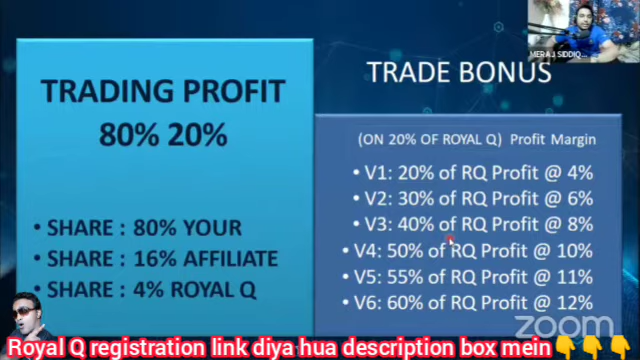 MERAJ SIDDIQ...
TRADING PROFIT
80% 20%
• SHARE : 80% YOUR
• SHARE : 16% AFFILIATE
• SHARE : 4% ROYAL Q
TRADE BONUS
(ON 20% OF ROYAL Q) Profit Margin
• V1: 20% of RQ Profit @ 4%
• V2: 30% of RQ Profit @ 6%
• V3: 40% of RQ Profit @ 8%
• V4: 50% of RQ Profit @ 10%
• V5: 55% of RQ Profit @ 11%
• V6: 60% of RQ Profit @ 12%
zoom
Royal Q registration link diya hua description box mein👇👇👇